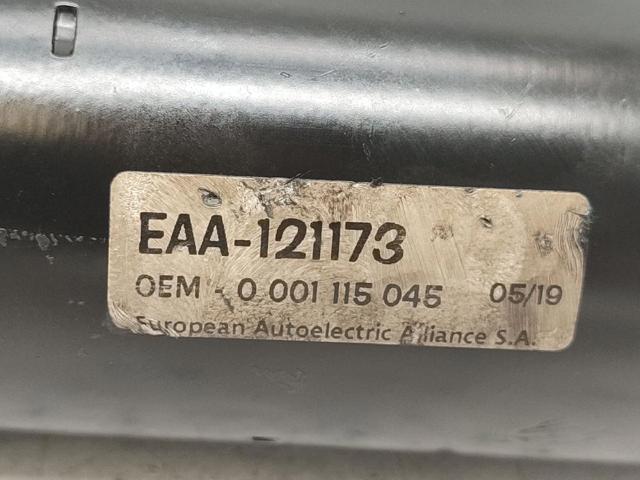 EAA-121173
OEM - 0 001 115 045 05/19
European Autoelectric Alliance S.A.